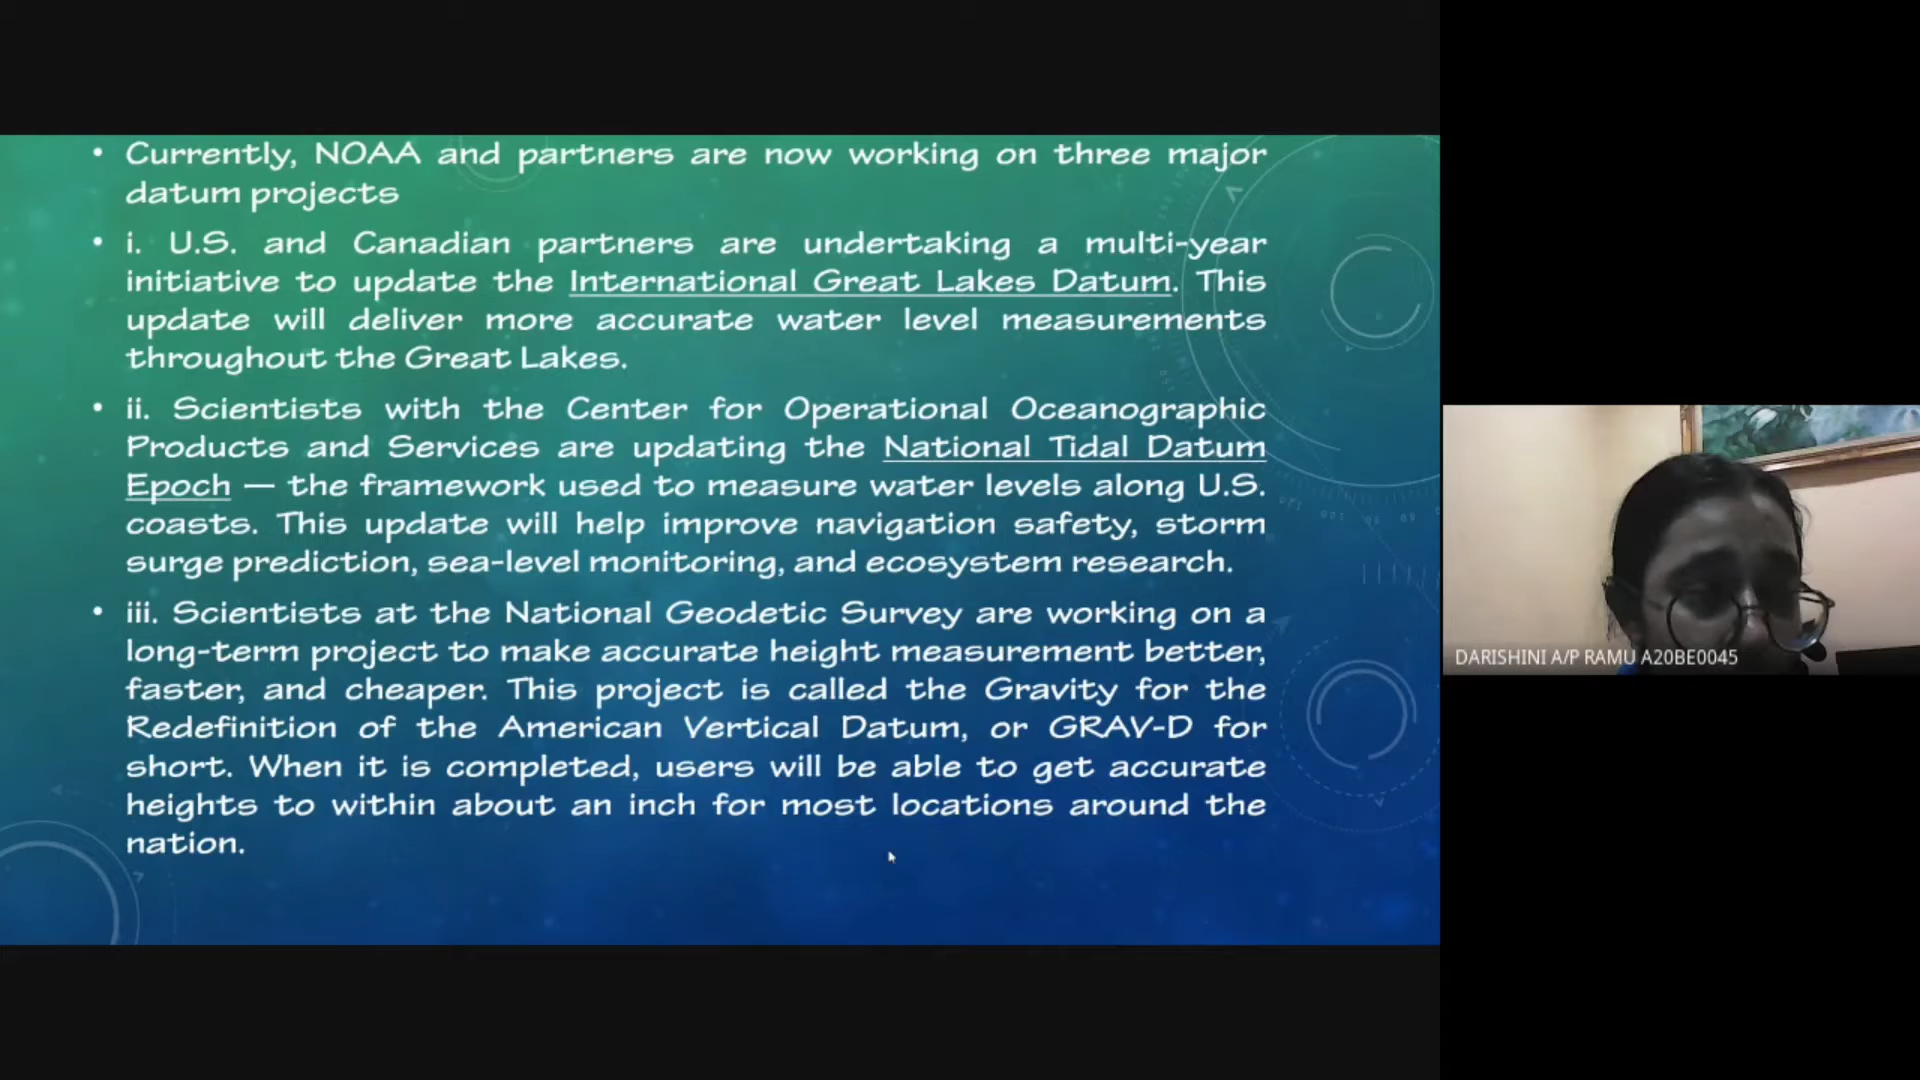 • Currently, NOAA and partners are now working on three major
datum projects
• i. U.S. and Canadian partners are undertaking a multi-year
initiative to update the International Great Lakes Datum. This
update will deliver more accurate water level measurements
throughout the Great Lakes.
• ii. Scientists with the Center for Operational Oceanographic
Products and Services are updating the National Tidal Datum
Epoch — the framework used to measure water levels along U.S.
coasts. This update will help improve navigation safety, storm
surge prediction, sea-level monitoring, and ecosystem research.
• iii. Scientists at the National Geodetic Survey are working on a
long-term project to make accurate height measurement better,
faster, and cheaper. This project is called the Gravity for the
Redefinition of the American Vertical Datum, or GRAV-D for
short. When it is completed, users will be able to get accurate
heights to within about an inch for most locations around the
nation.
DARISHINI A/P RAMU A20BE0045